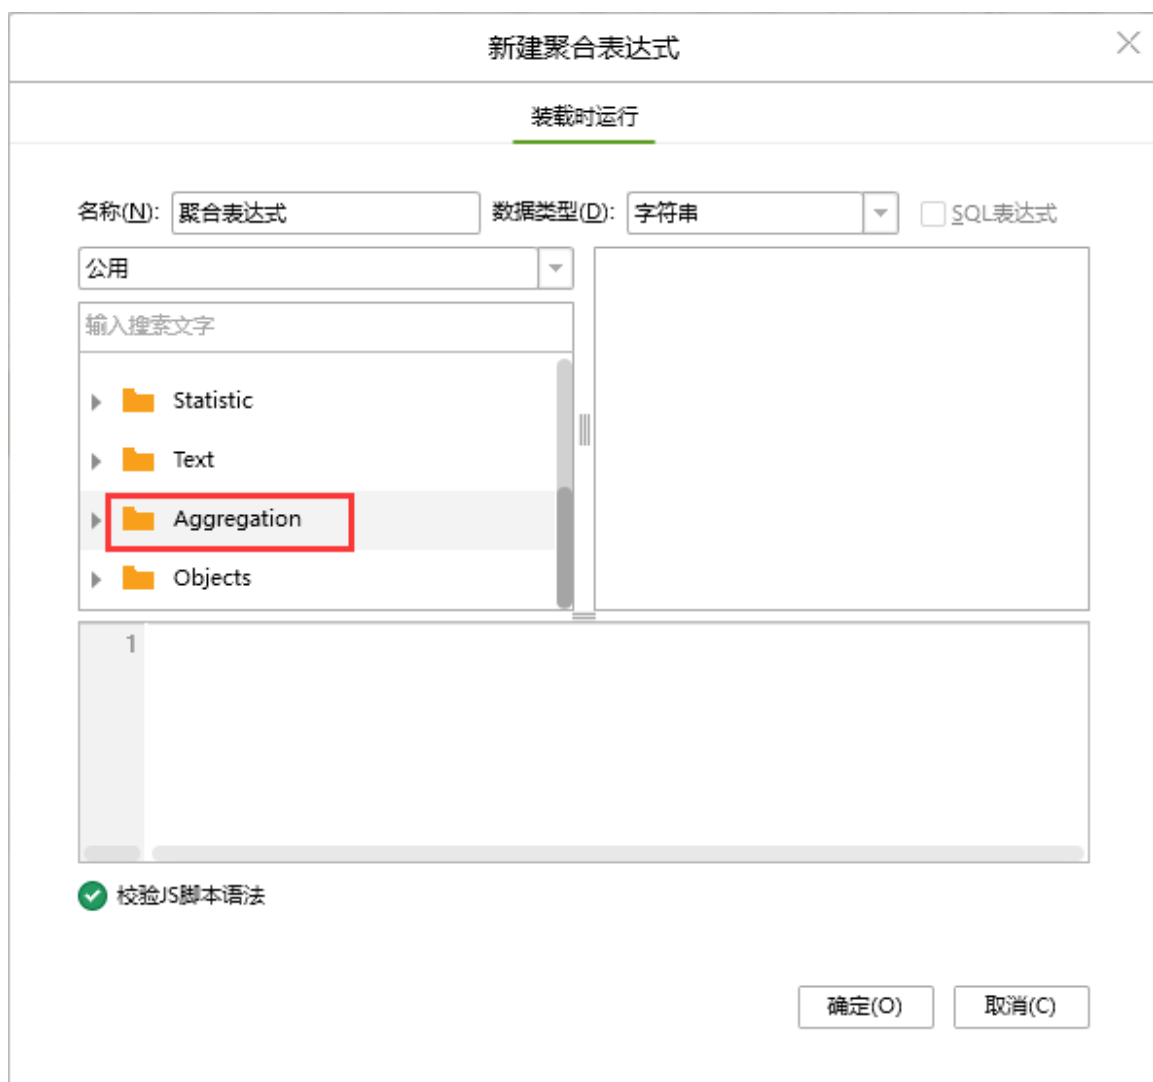 新建聚合表达式
装载时运行
名称(N): 聚合表达式 数据类型(D): 字符串 SQL表达式
公用
输入搜索文字
Statistic
Text
Aggregation
Objects
1
校验JS脚本语法
确定(O) 取消(C)